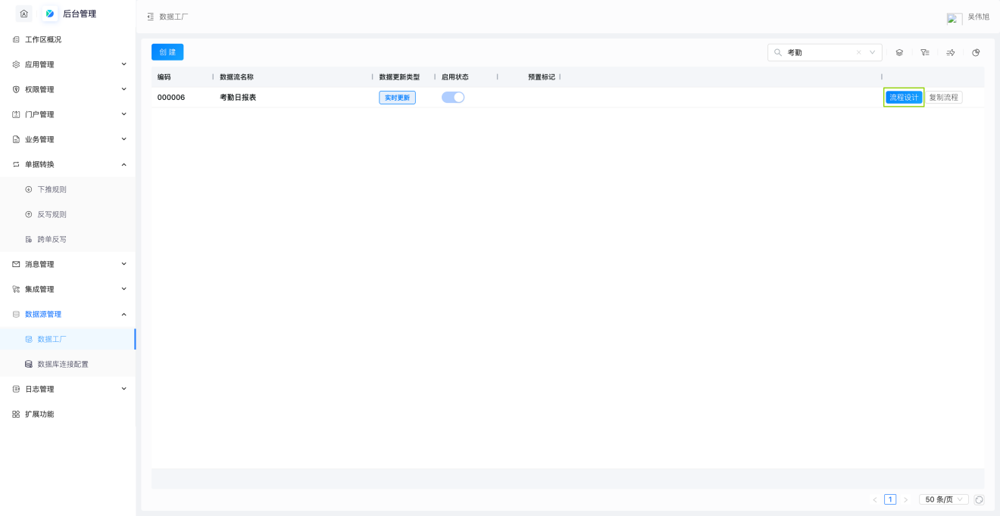 后台管理
数据工厂
吴伟旭
工作区概况
应用管理
权限管理
门户管理
业务管理
单据转换
下推规则
反写规则
跨单反写
消息管理
集成管理
数据源管理
数据工厂
数据库连接配置
日志管理
扩展功能
创建
考勤
编码 数据流名称 数据更新类型 启用状态 预置标记
000006 考勤日报表 实时更新 流程设计 复制流程
1 50 条/页